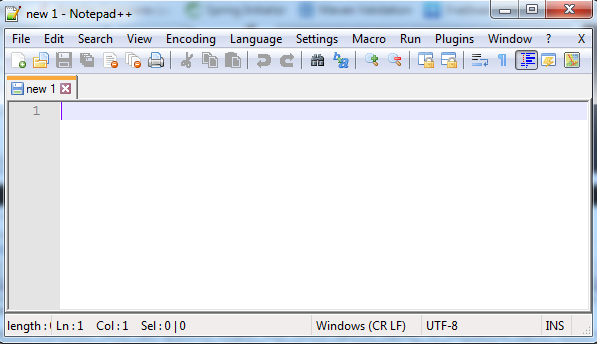 new 1 - Notepad++
File Edit Search View Encoding Language Settings Macro Run Plugins Window ? X
new 1
1
length : Ln : 1 Col : 1 Sel : 0 | 0 Windows (CR LF) UTF-8 INS